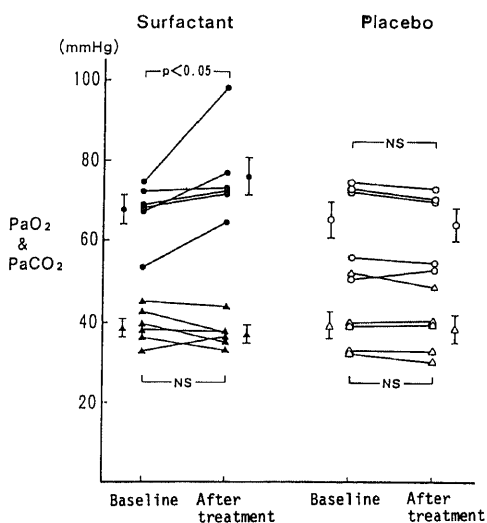 Surfactant
Placebo
(mmHg)
100
80
60
40
20
PaO2
&
PaCO2
p<0.05
NS
NS
NS
Baseline
After
treatment
Baseline
After
treatment